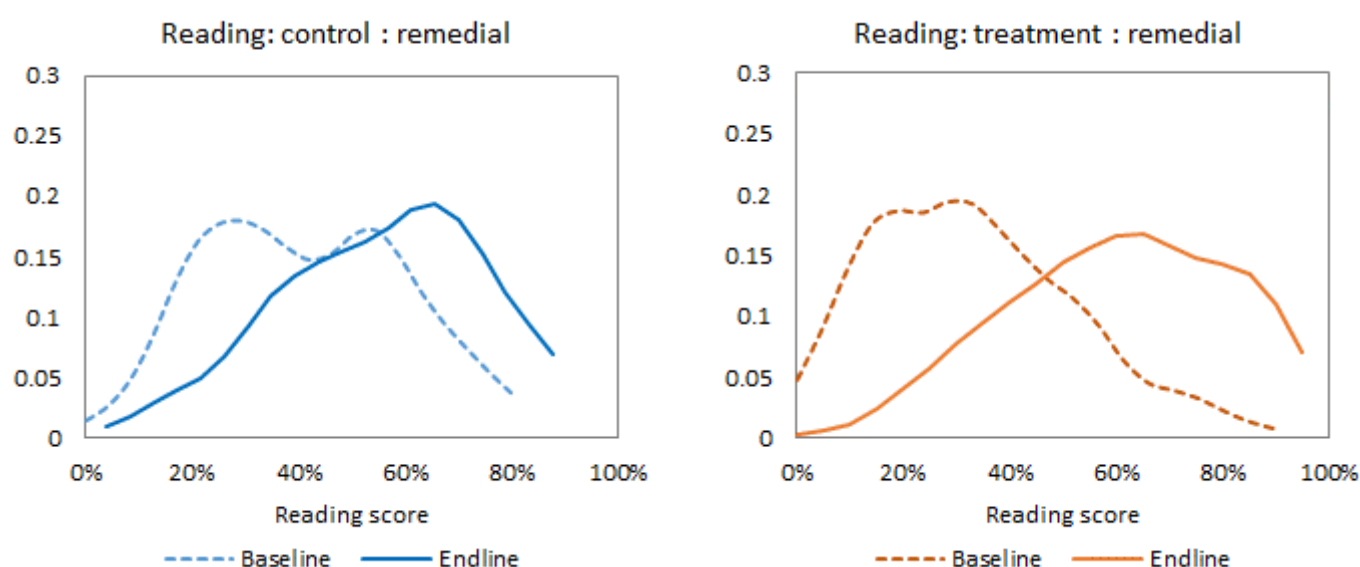 Reading: control : remedial
0.3
0.25
0.2
0.15
0.1
0.05
0
0% 20% 40% 60% 80% 100%
Reading score
Baseline Endline
Reading: treatment : remedial
0.3
0.25
0.2
0.15
0.1
0.05
0
0% 20% 40% 60% 80% 100%
Reading score
Baseline Endline